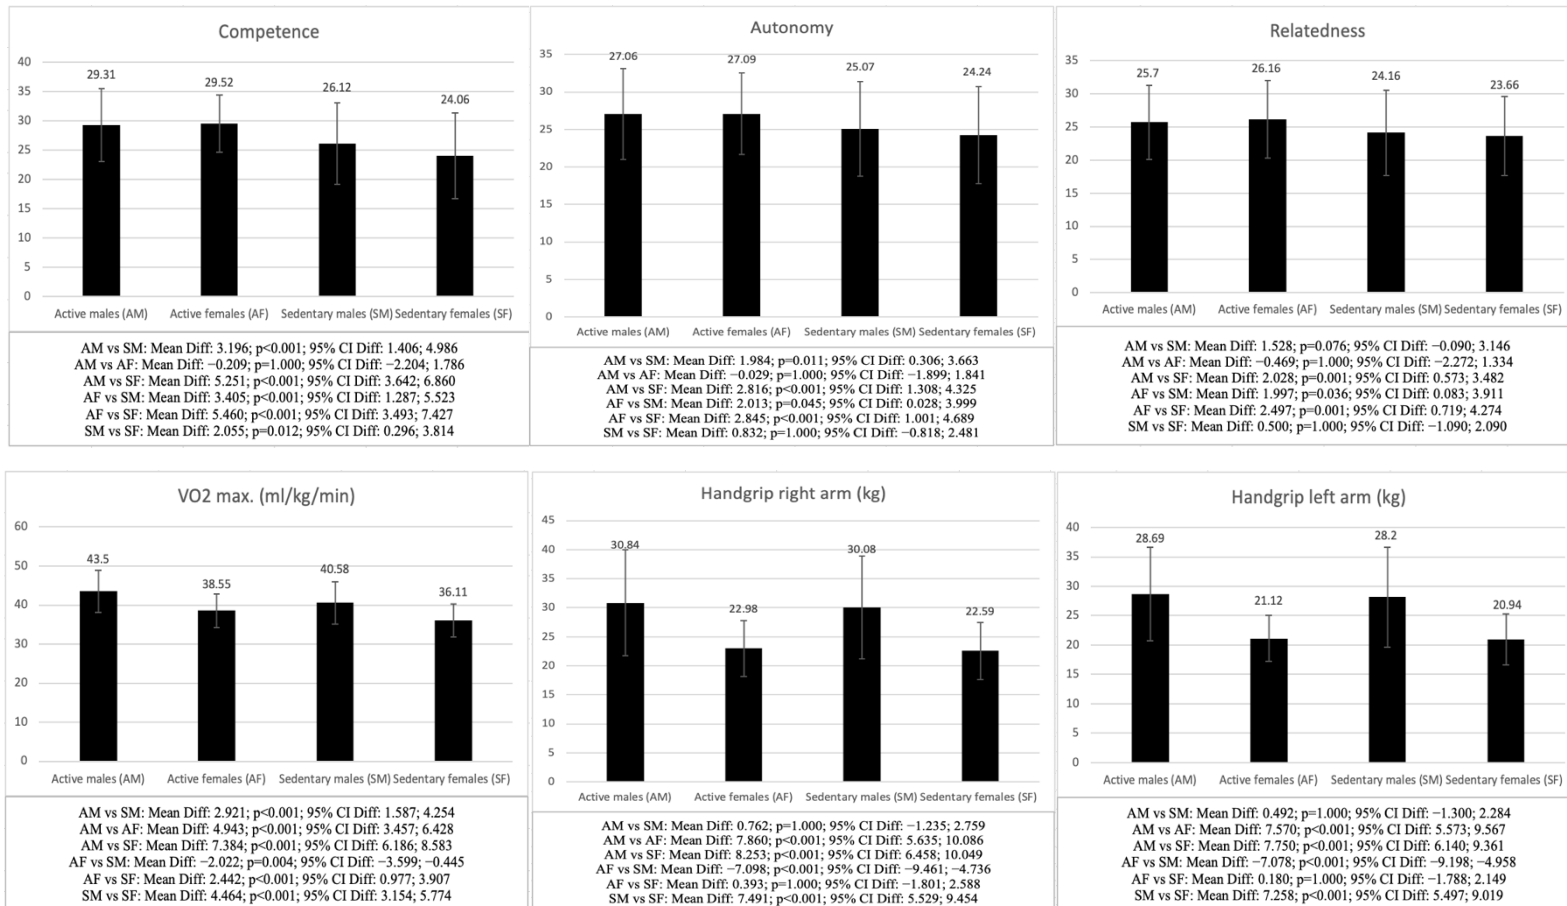 Competence
40
35
30
25
20
15
10
5
0
29.31
29.52
26.12
24.06
Active males (AM) Active females (AF) Sedentary males (SM) Sedentary females (SF)
AM vs SM: Mean Diff: 3.196; p<0.001; 95% CI Diff: 1.406; 4.986
AM vs AF: Mean Diff: −0.209; p=1.000; 95% CI Diff: −2.204; 1.786
AM vs SF: Mean Diff: 5.251; p<0.001; 95% CI Diff: 3.642; 6.860
AF vs SM: Mean Diff: 3.405; p<0.001; 95% CI Diff: 1.287; 5.523
AF vs SF: Mean Diff: 5.460; p<0.001; 95% CI Diff: 3.493; 7.427
SM vs SF: Mean Diff: 2.055; p=0.012; 95% CI Diff: 0.296; 3.814
Autonomy
35
30
25
20
15
10
5
0
27.06
27.09
25.07
24.24
Active males (AM) Active females (AF) Sedentary males (SM) Sedentary females (SF)
AM vs SM: Mean Diff: 1.984; p=0.011; 95% CI Diff: 0.306; 3.663
AM vs AF: Mean Diff: −0.029; p=1.000; 95% CI Diff: −1.899; 1.841
AM vs SF: Mean Diff: 2.816; p<0.001; 95% CI Diff: 1.308; 4.325
AF vs SM: Mean Diff: 2.013; p=0.045; 95% CI Diff: 0.028; 3.999
AF vs SF: Mean Diff: 2.845; p<0.001; 95% CI Diff: 1.001; 4.689
SM vs SF: Mean Diff: 0.832; p=1.000; 95% CI Diff: −0.818; 2.481
Relatedness
35
30
25
20
15
10
5
0
25.7
26.16
24.16
23.66
Active males (AM) Active females (AF) Sedentary males (SM) Sedentary females (SF)
AM vs SM: Mean Diff: 1.528; p=0.076; 95% CI Diff: −0.090; 3.146
AM vs AF: Mean Diff: −0.469; p=1.000; 95% CI Diff: −2.272; 1.334
AM vs SF: Mean Diff: 2.028; p=0.001; 95% CI Diff: 0.573; 3.482
AF vs SM: Mean Diff: 1.997; p=0.036; 95% CI Diff: 0.083; 3.911
AF vs SF: Mean Diff: 2.497; p=0.001; 95% CI Diff: 0.719; 4.274
SM vs SF: Mean Diff: 0.500; p=1.000; 95% CI Diff: −1.090; 2.090
VO2 max. (ml/kg/min)
60
50
40
30
20
10
0
43.5
38.55
40.58
36.11
Active males (AM) Active females (AF) Sedentary males (SM) Sedentary females (SF)
AM vs SM: Mean Diff: 2.921; p<0.001; 95% CI Diff: 1.587; 4.254
AM vs AF: Mean Diff: 4.943; p<0.001; 95% CI Diff: 3.457; 6.428
AM vs SF: Mean Diff: 7.384; p<0.001; 95% CI Diff: 6.186; 8.583
AF vs SM: Mean Diff: −2.022; p=0.004; 95% CI Diff: −3.599; −0.445
AF vs SF: Mean Diff: 2.442; p<0.001; 95% CI Diff: 0.977; 3.907
SM vs SF: Mean Diff: 4.464; p<0.001; 95% CI Diff: 3.154; 5.774
Handgrip right arm (kg)
45
40
35
30
25
20
15
10
5
0
30.84
22.98
30.08
22.59
Active males (AM) Active females (AF) Sedentary males (SM) Sedentary females (SF)
AM vs SM: Mean Diff: 0.762; p=1.000; 95% CI Diff: −1.235; 2.759
AM vs AF: Mean Diff: 7.860; p<0.001; 95% CI Diff: 5.635; 10.086
AM vs SF: Mean Diff: 8.253; p<0.001; 95% CI Diff: 6.458; 10.049
AF vs SM: Mean Diff: −7.098; p<0.001; 95% CI Diff: −9.461; −4.736
AF vs SF: Mean Diff: 0.393; p=1.000; 95% CI Diff: −1.801; 2.588
SM vs SF: Mean Diff: 7.491; p<0.001; 95% CI Diff: 5.529; 9.454
Handgrip left arm (kg)
40
35
30
25
20
15
10
5
0
28.69
21.12
28.2
20.94
Active males (AM) Active females (AF) Sedentary males (SM) Sedentary females (SF)
AM vs SM: Mean Diff: 0.492; p=1.000; 95% CI Diff: −1.300; 2.284
AM vs AF: Mean Diff: 7.570; p<0.001; 95% CI Diff: 5.573; 9.567
AM vs SF: Mean Diff: 7.750; p<0.001; 95% CI Diff: 6.140; 9.361
AF vs SM: Mean Diff: −7.078; p<0.001; 95% CI Diff: −9.198; −4.958
AF vs SF: Mean Diff: 0.180; p=1.000; 95% CI Diff: −1.788; 2.149
SM vs SF: Mean Diff: 7.258; p<0.001; 95% CI Diff: 5.497; 9.019